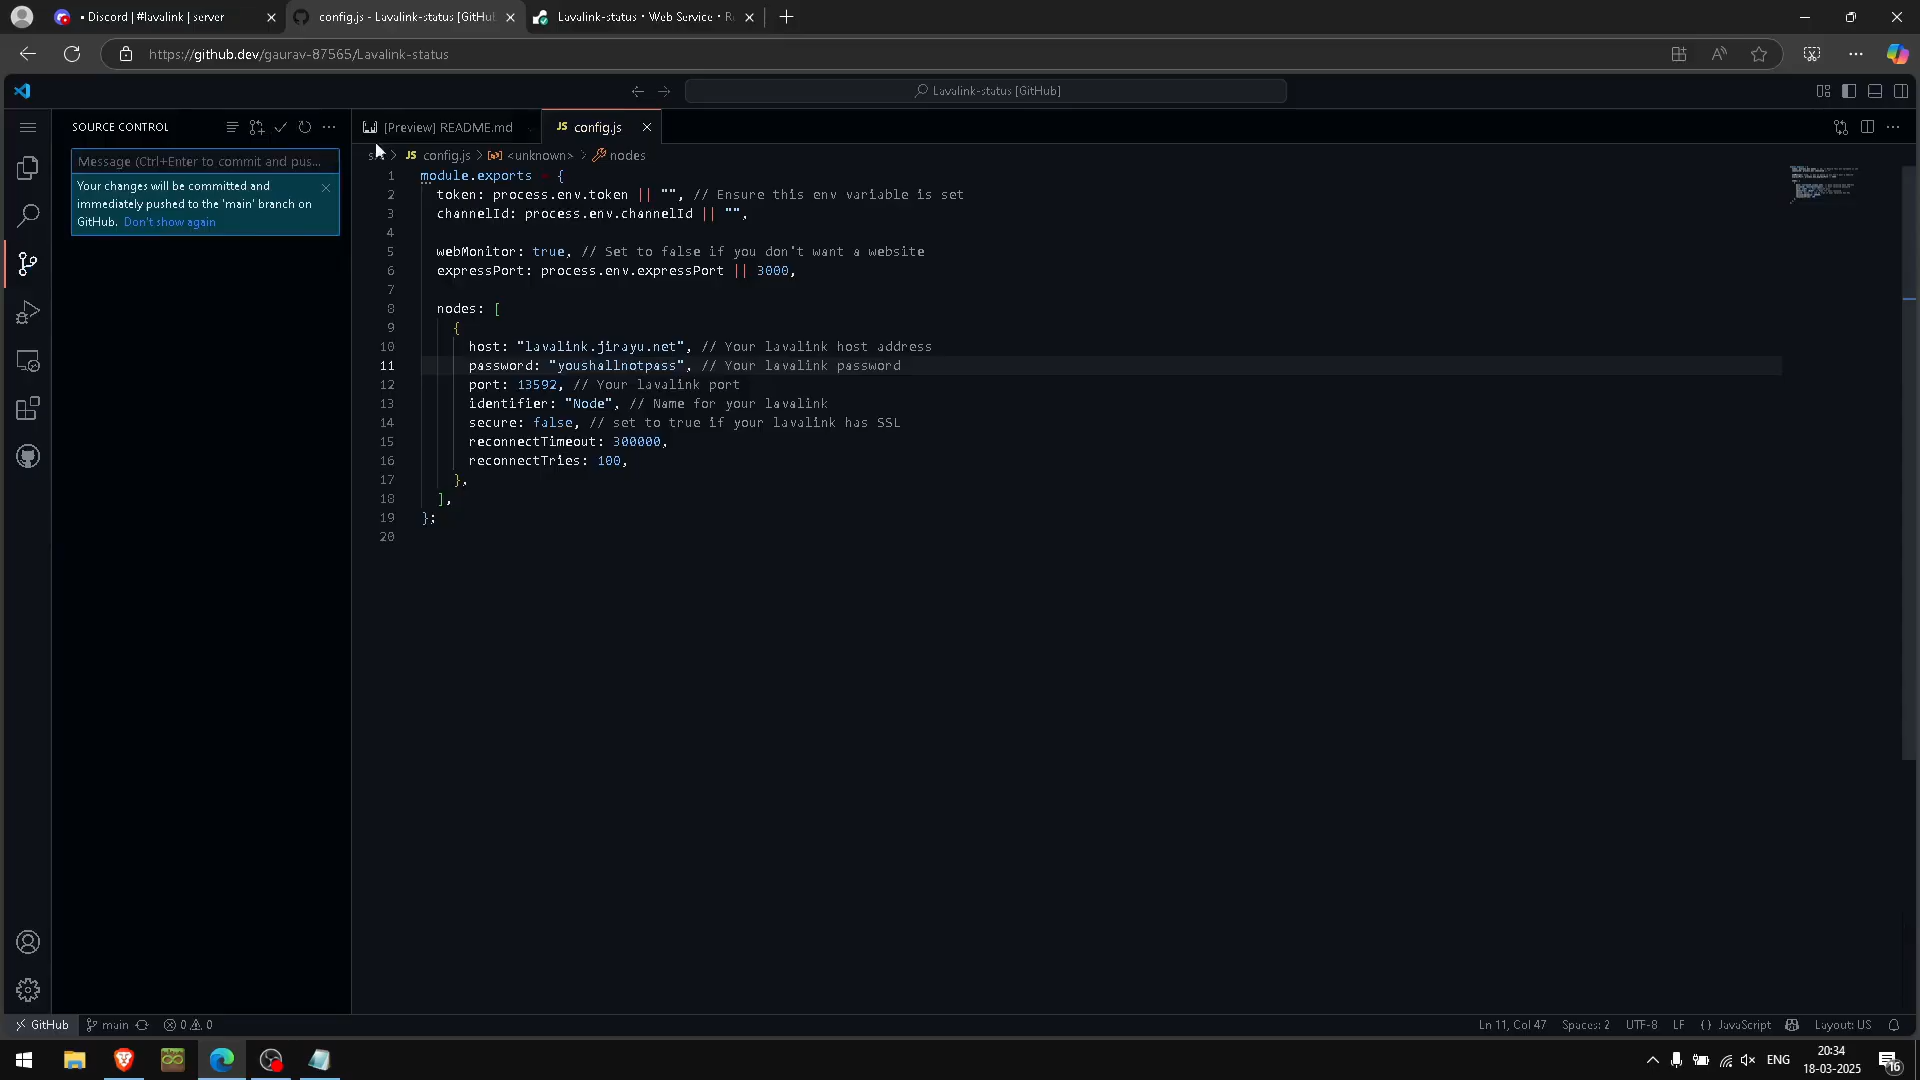 • Discord | #lavalink | server
config.js - Lavalink-status [GitHu
Lavalink-status • Web Service • R
https://github.dev/gaurav-87565/Lavalink-status
Lavalink-status [GitHub]
SOURCE CONTROL
Message (Ctrl+Enter to commit and pus...
Your changes will be committed and
immediately pushed to the 'main' branch on
GitHub. Don't show again
[Preview] README.md
JS config.js
JS config.js > <unknown> > nodes
1 module.exports = {
2 token: process.env.token || "", // Ensure this env variable is set
3 channelId: process.env.channelId || "",
4
5 webMonitor: true, // Set to false if you don't want a website
6 expressPort: process.env.expressPort || 3000,
7
8 nodes: [
9 {
10 host: "lavalink.jirayu.net", // Your lavalink host address
11 password: "youshallnotpass", // Your lavalink password
12 port: 13592, // Your lavalink port
13 identifier: "Node", // Name for your lavalink
14 secure: false, // set to true if your lavalink has SSL
15 reconnectTimeout: 300000,
16 reconnectTries: 100,
17 },
18 ],
19 };
20
GitHub main 0 0
Ln 11, Col 47 Spaces: 2 UTF-8 LF {} JavaScript Layout: US
ENG
20:34
18-03-2025
16